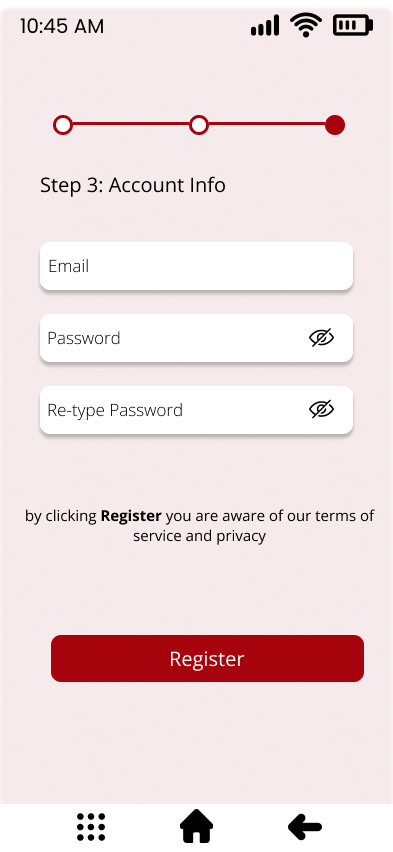 10:45 AM
Step 3: Account Info
Email
Password
Re-type Password
by clicking Register you are aware of our terms of
service and privacy
Register